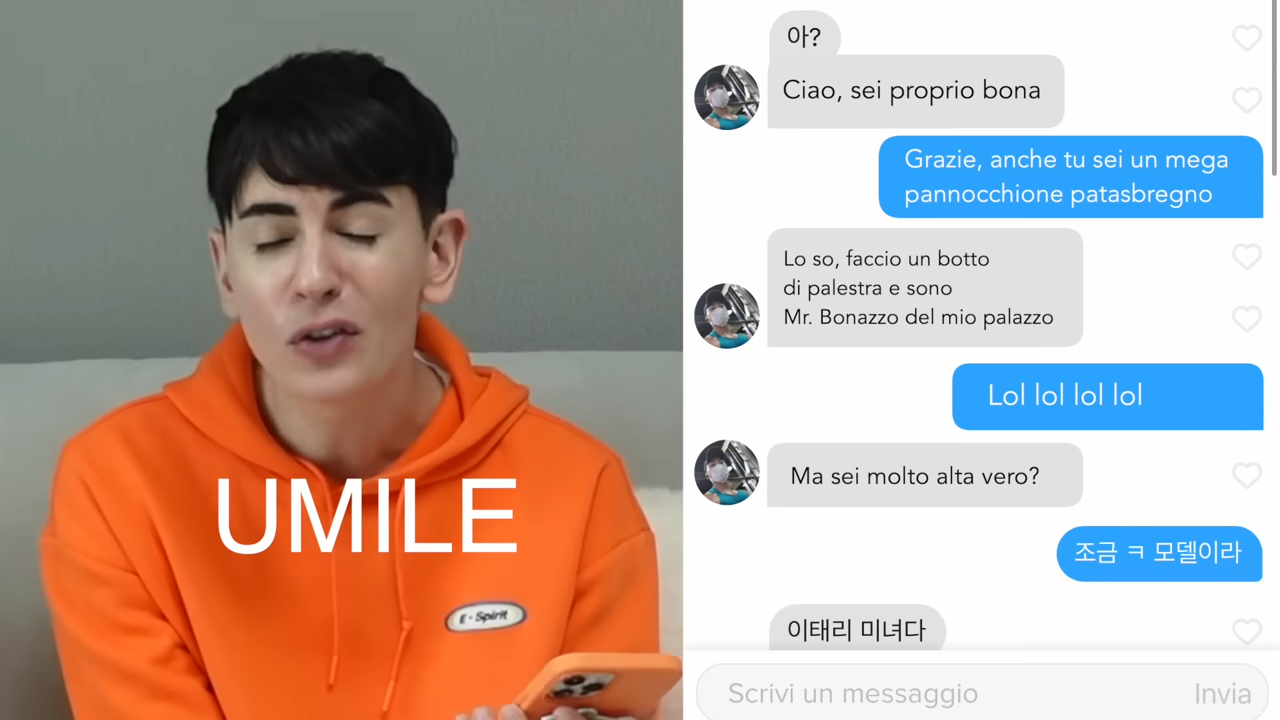 UMILE
E-Spirit
아?
Ciao, sei proprio bona
Grazie, anche tu sei un mega
pannocchione patasbregno
Lo so, faccio un botto
di palestra e sono
Mr. Bonazzo del mio palazzo
Lol lol lol lol
Ma sei molto alta vero?
조금 ㅋ 모델이라
이태리 미녀다
Scrivi un messaggio
Invia